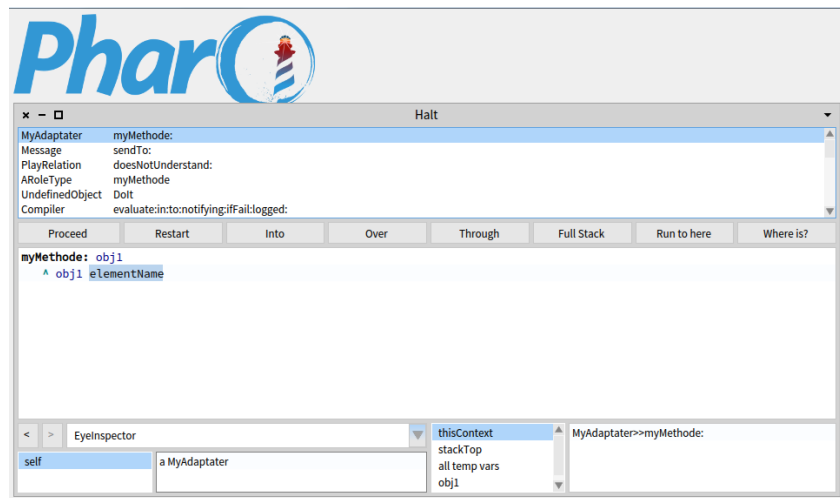 Pharo
Halt
MyAdaptater myMethode:
Message sendTo:
PlayRelation doesNotUnderstand:
ARoleType myMethode
UndefinedObject DoIt
Compiler evaluate:in:to:notifying:ifFail:logged:
Proceed Restart Into Over Through Full Stack Run to here Where is?
myMethode: obj1
^ obj1 elementName
< > EyeInspector
self
a MyAdaptater
thisContext
stackTop
all temp vars
obj1
MyAdaptater>>myMethode: